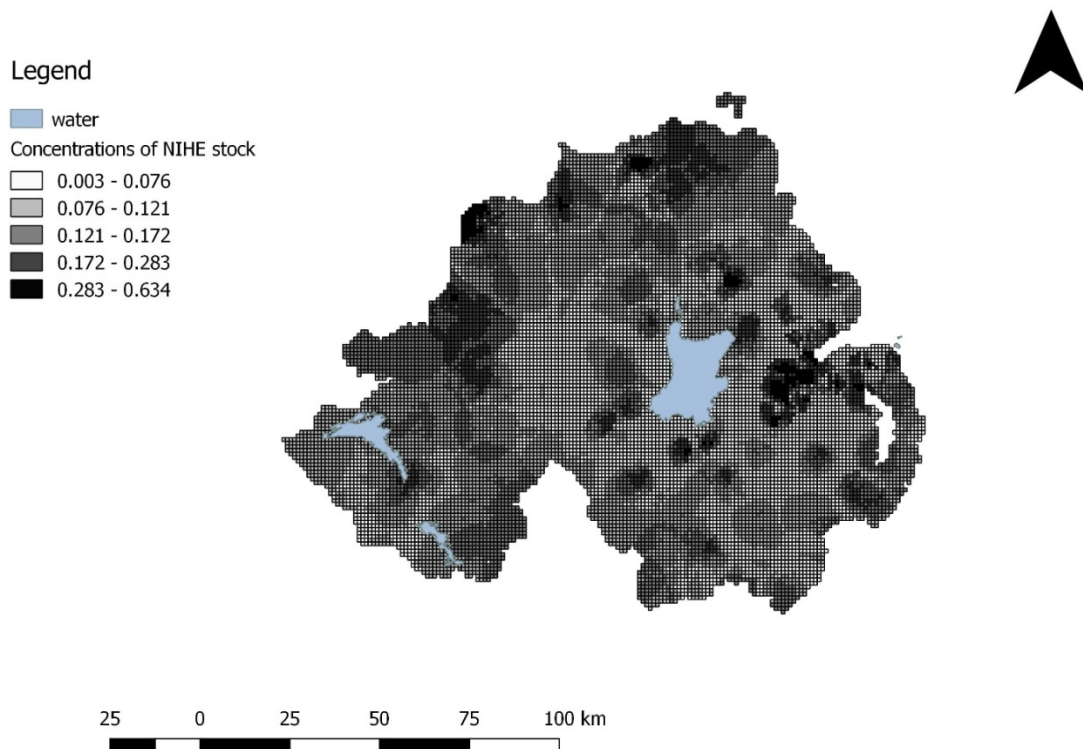 Legend
water
Concentrations of NIHE stock
0.003 - 0.076
0.076 - 0.121
0.121 - 0.172
0.172 - 0.283
0.283 - 0.634
25 0 25 50 75 100 km